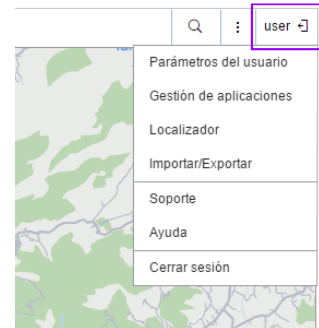 user
Parámetros del usuario
Gestión de aplicaciones
Localizador
Importar/Exportar
Soporte
Ayuda
Cerrar sesión